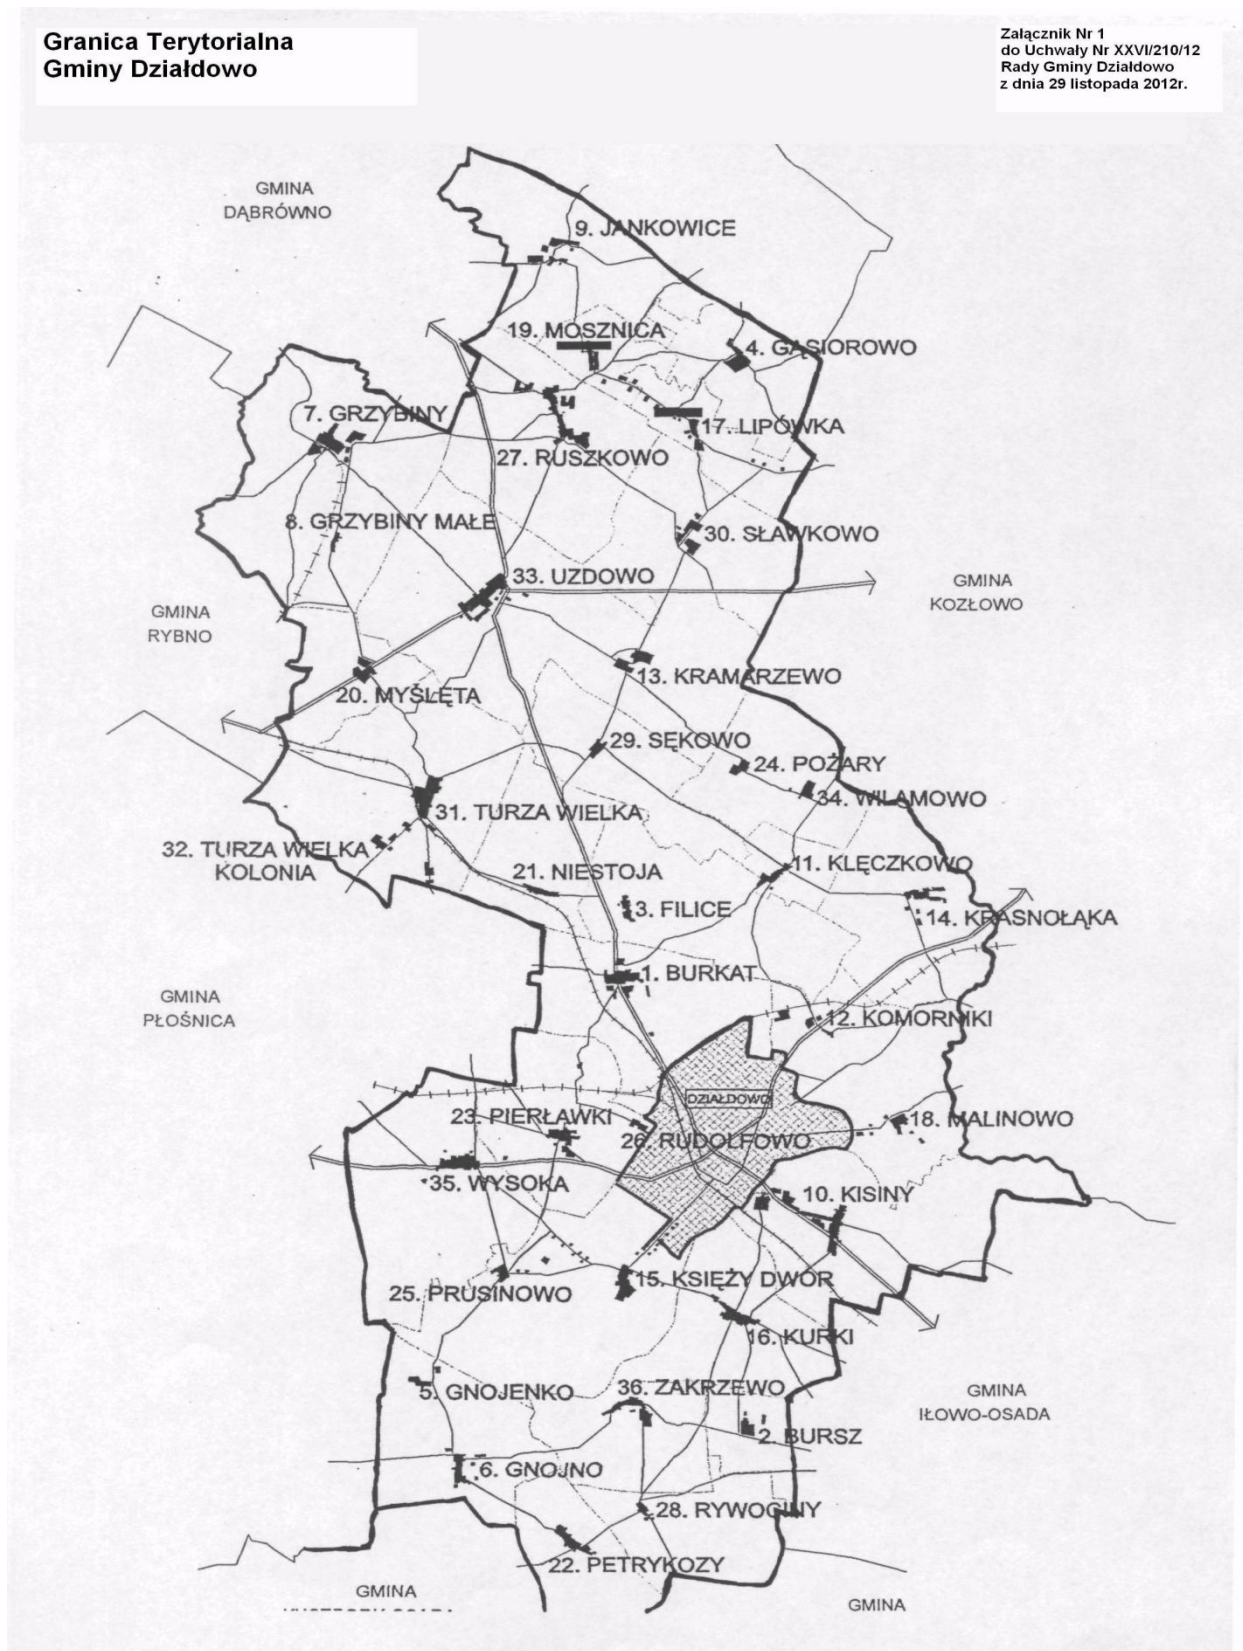 Granica Terytorialna
Gminy Działdowo
Załącznik Nr 1
do Uchwały Nr XXVI/210/12
Rady Gminy Działdowo
z dnia 29 listopada 2012r.
GMINA
DĄBRÓWNO
9. JANKOWICE
19. MOSZNICA
4. GĄSIOROWO
7. GRZYBINY
17. LIPÓWKA
27. RUSZKOWO
8. GRZYBINY MAŁE
30. SŁAWKOWO
33. UZDOWO
GMINA
KOZŁOWO
GMINA
RYBNO
13. KRAMARZEWO
20. MYŚLĘTA
29. SĘKOWO
24. POŻARY
34. WILAMOWO
31. TURZA WIELKA
32. TURZA WIELKA
KOLONIA
21. NIESTOJA
11. KLĘCZKOWO
3. FILICE
14. KRASNOŁĄKA
1. BURKAT
GMINA
PŁOŚNICA
12. KOMORNIKI
DZIAŁDOWO
23. PIERŁAWKI
18. MALINOWO
26. RUDOLFOWO
35. WYSOKA
10. KISINY
15. KSIĘŻY DWÓR
25. PRUSINOWO
16. KURKI
5. GNOJENKO
36. ZAKRZEWO
GMINA
IŁOWO-OSADA
2. BURSZ
6. GNOJNO
28. RYWOCINY
22. PETRYKOZY
GMINA
GMINA